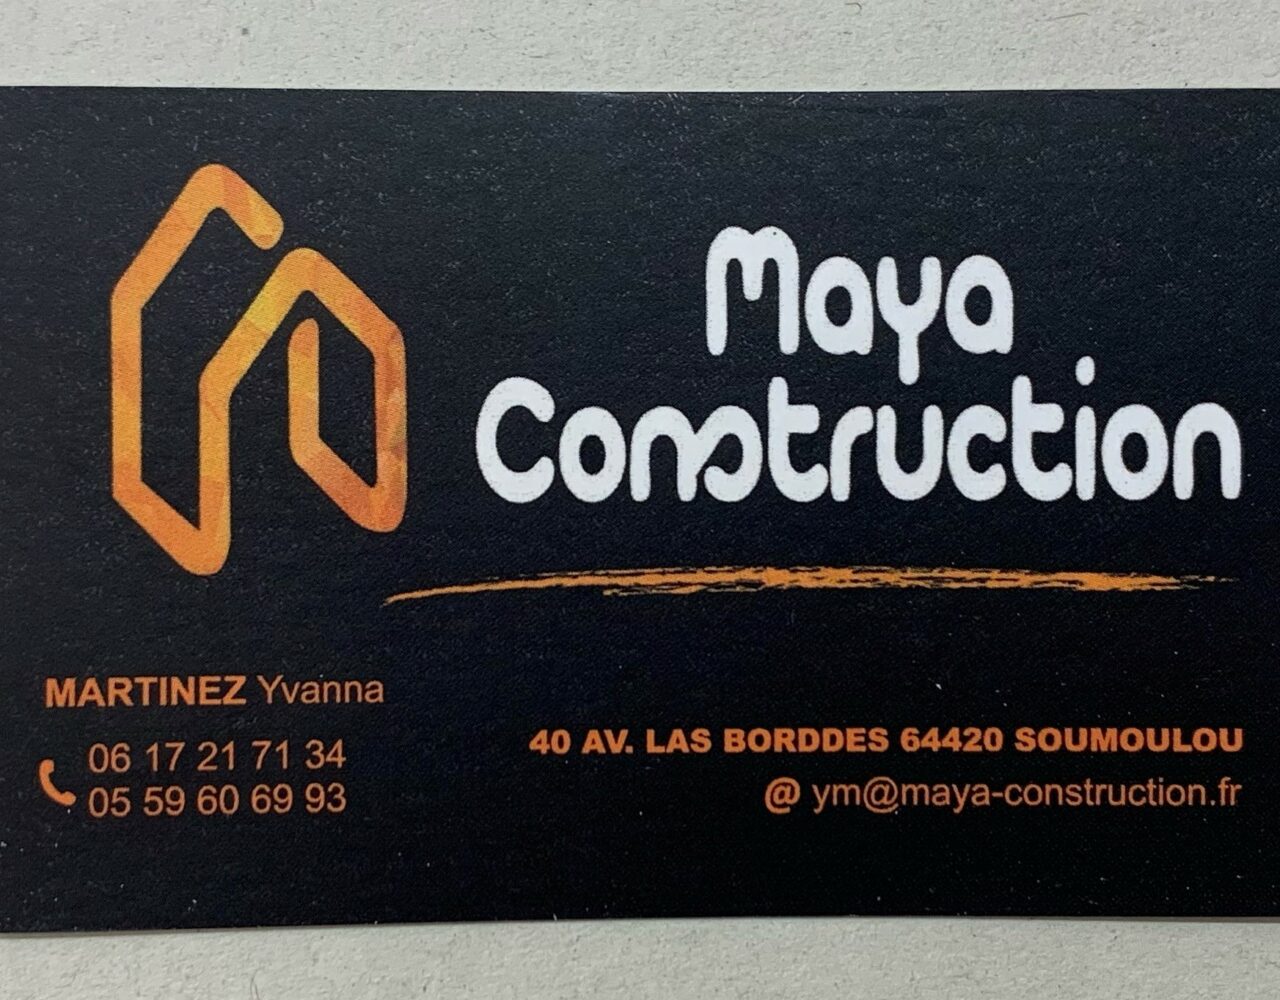 Maya
Construction
MARTINEZ Yvanna
06 17 21 71 34
05 59 60 69 93
40 AV. LAS BORDDES 64420 SOUMOULOU
@ ym@maya-construction.fr